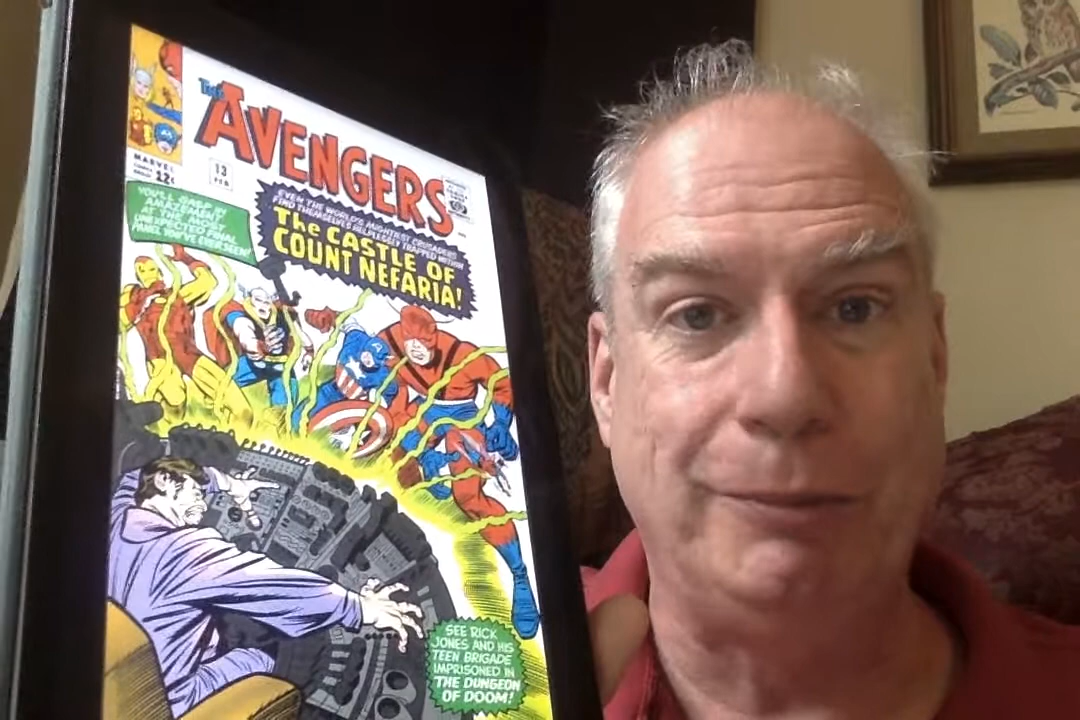 THE
AVENGERS
MARVEL
COMICS
GROUP 12¢
13
FEB
YOU'LL GASP IN
AMAZEMENT
AT THE MOST
UNEXPECTED FINAL
PANEL YOU'VE EVER SEEN!
EVEN THE WORLD'S MIGHTIEST CRUSADERS
FIND THEMSELVES HELPLESSLY TRAPPED WITHIN
The CASTLE OF
COUNT NEFARIA!
SEE RICK
JONES AND HIS
TEEN BRIGADE
IMPRISONED IN
THE DUNGEON
OF DOOM!